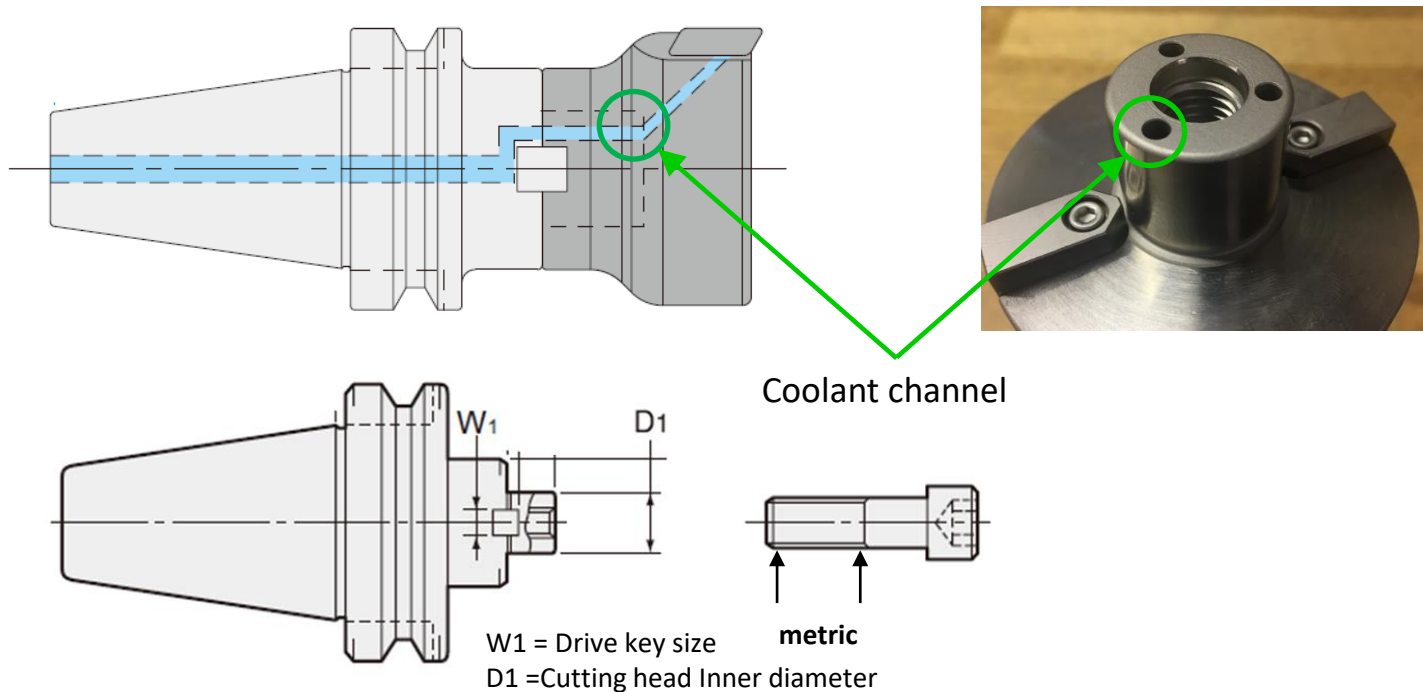 Coolant channel
W1
D1
W1 = Drive key size
metric
D1 =Cutting head Inner diameter